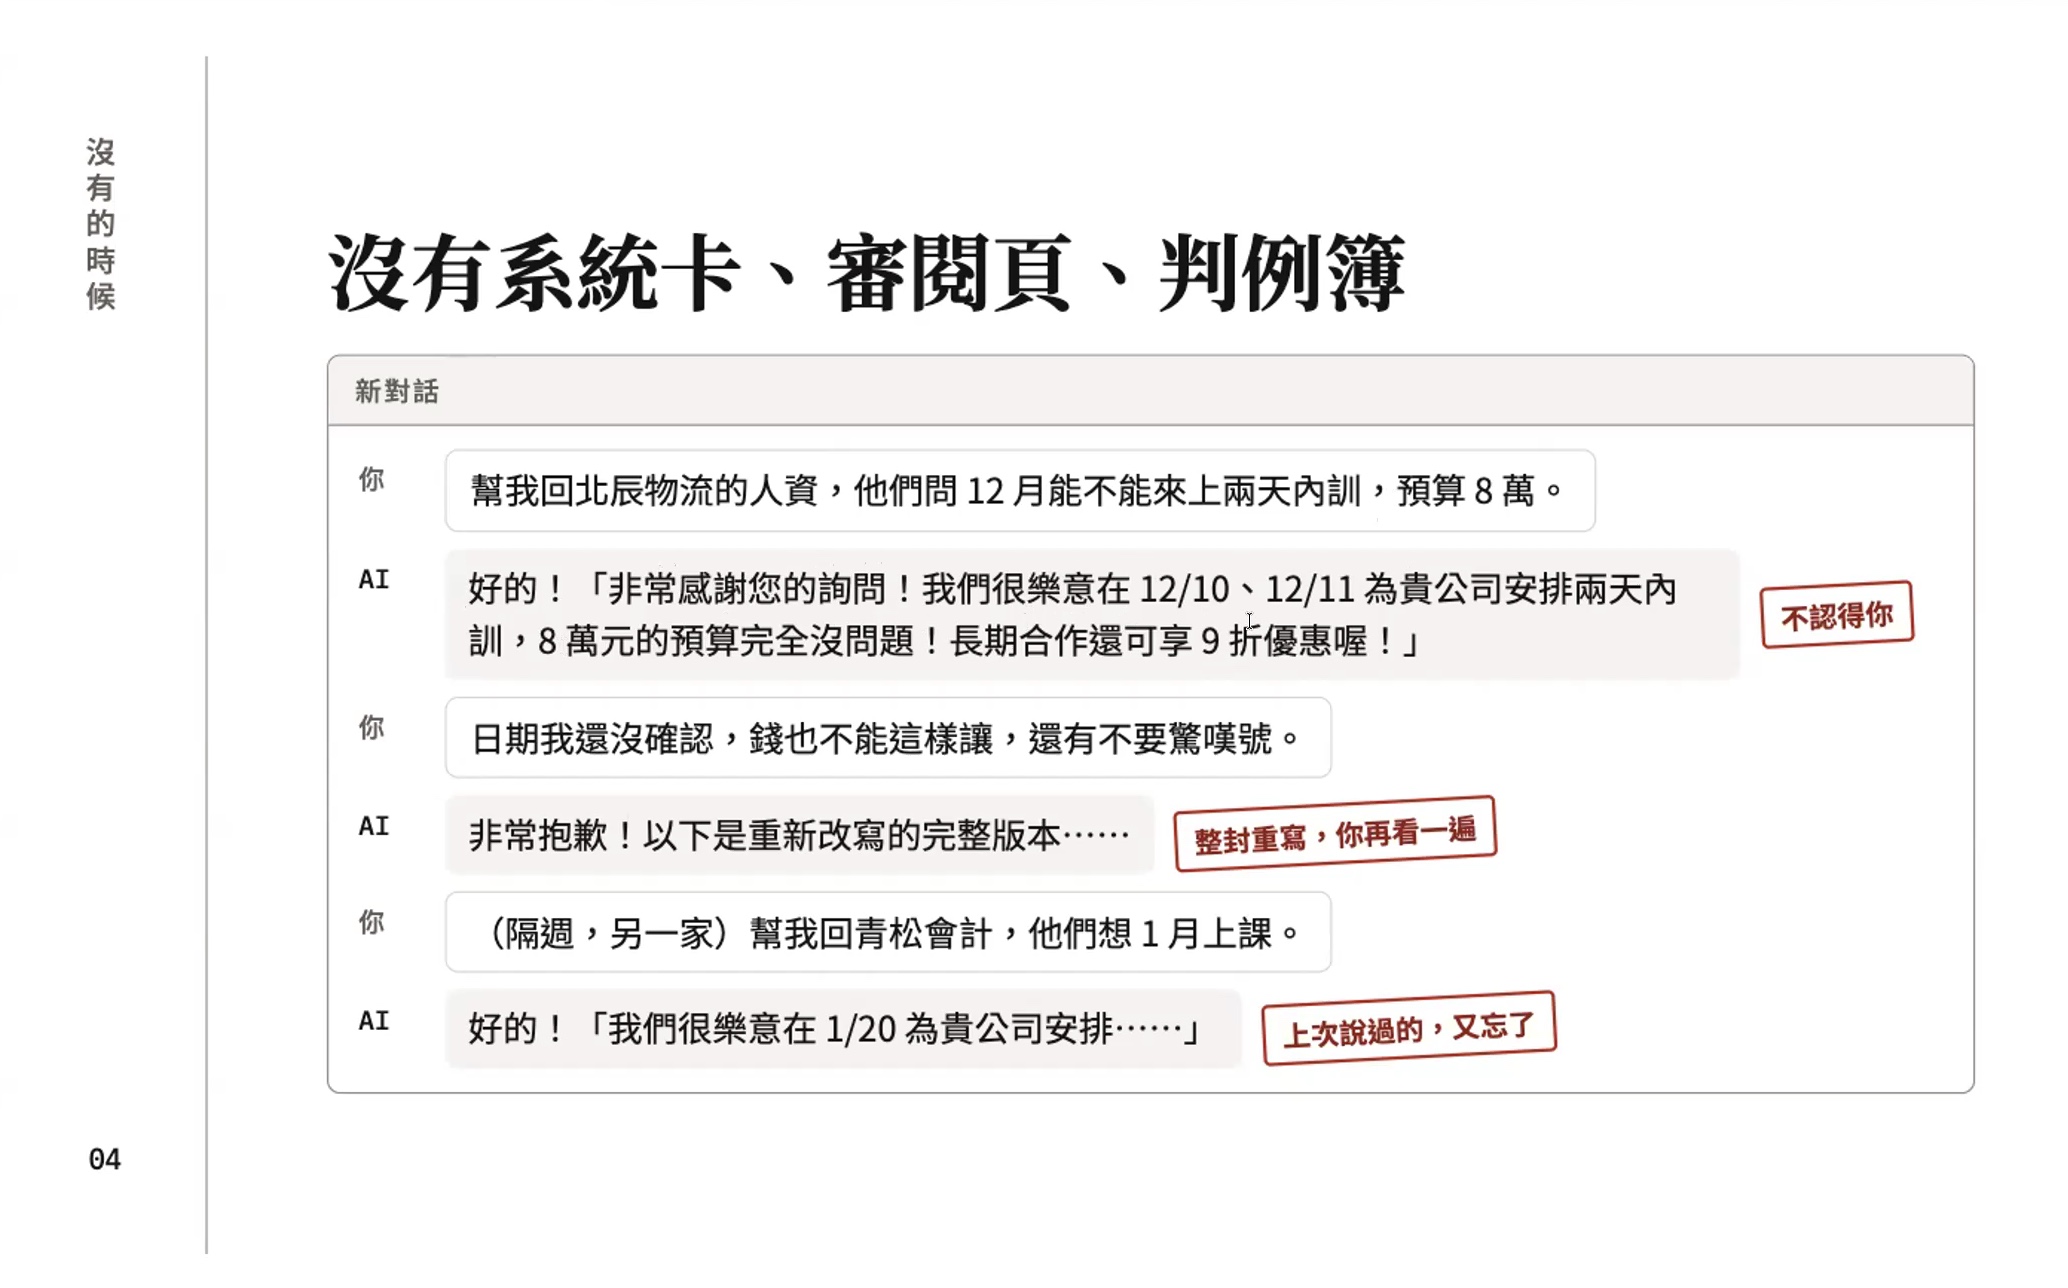 沒有的時候
沒有系統卡、審閱頁、判例簿
新對話
你
幫我回北辰物流的人資，他們問 12 月能不能來上兩天內訓，預算 8 萬。
AI
好的！「非常感謝您的詢問！我們很樂意在 12/10、12/11 為貴公司安排兩天內
訓，8 萬元的預算完全沒問題！長期合作還可享 9 折優惠喔！」
不認得你
你
日期我還沒確認，錢也不能這樣讓，還有不要驚嘆號。
AI
非常抱歉！以下是重新改寫的完整版本⋯⋯
整封重寫，你再看一遍
你
（隔週，另一家）幫我回青松會計，他們想 1 月上課。
AI
好的！「我們很樂意在 1/20 為貴公司安排⋯⋯」
上次說過的，又忘了
04